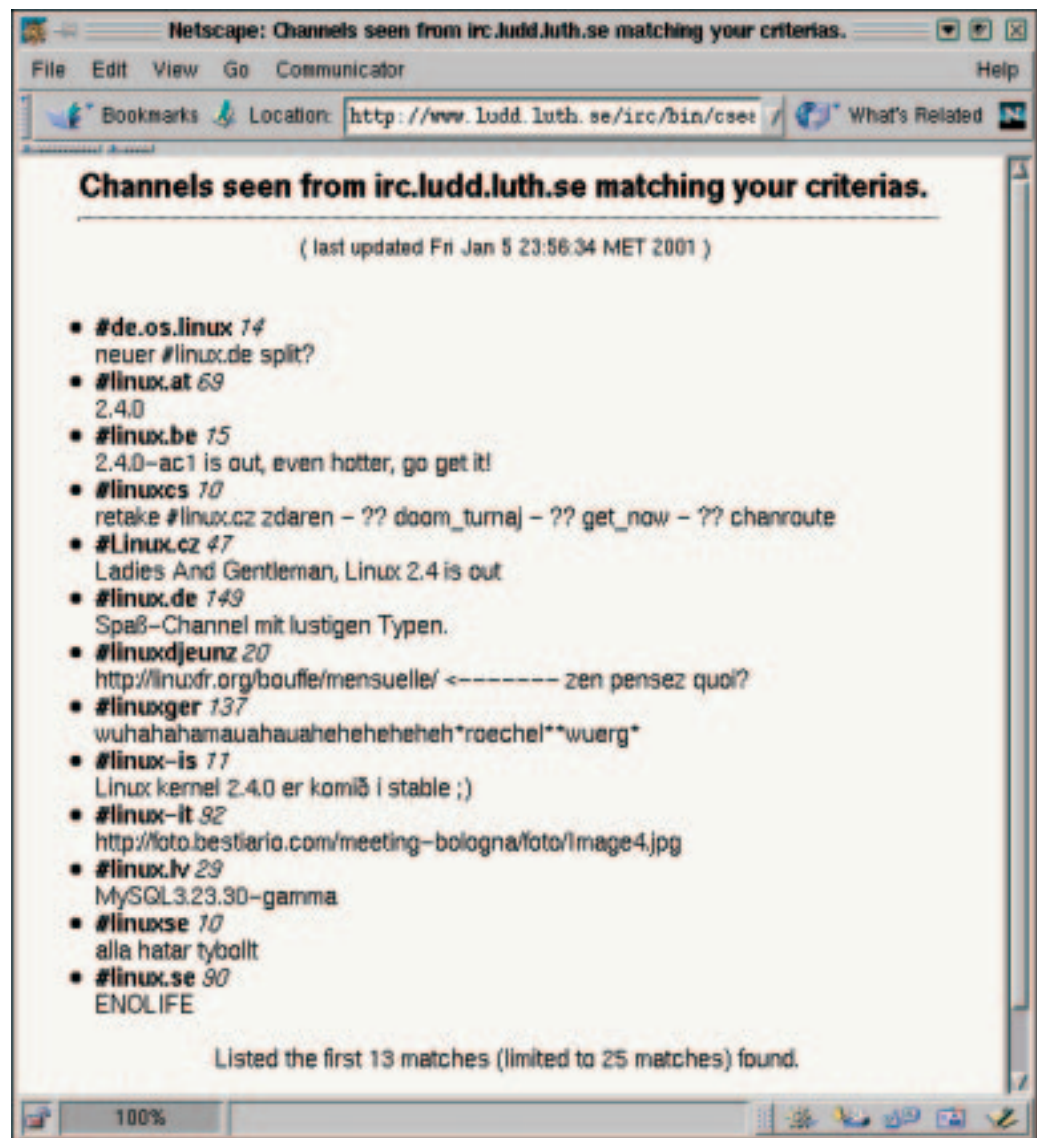 Netscape: Channels seen from irc.ludd.luth.se matching your criterias.
File Edit View Go Communicator Help
Bookmarks Location: http://www.ludd.luth.se/irc/bin/cse What's Related N
Channels seen from irc.ludd.luth.se matching your criterias.
( last updated Fri Jan 5 23:56:34 MET 2001 )
• #de.os.linux 14
neuer #linux.de split?
• #linux.at 69
2.4.0
• #linux.be 15
2.4.0-ac1 is out, even hotter, go get it!
• #linuxcs 10
retake #linux.cz zdaren - ?? doom_turnaj - ?? get_now - ?? chanroute
• #Linux.cz 47
Ladies And Gentleman, Linux 2.4 is out
• #linux.de 149
Spaß-Channel mit lustigen Typen.
• #linuxdjeunz 20
http://linuxfr.org/bouffe/mensuelle/ <------- zen pensez quoi?
• #linuxger 137
wuhahahamauahauahehehehehe​h*roechel**wuerg*
• #linux-is 11
Linux kernel 2.4.0 er komið i stable ;)
• #linux-it 92
http://foto.bestiario.com/meeting-bologna/foto/Image4.jpg
• #linux.lv 29
MySQL3.23.30-gamma
• #linuxse 10
alla hatar tybollt
• #linux.se 90
ENOLIFE
Listed the first 13 matches (limited to 25 matches) found.
100%